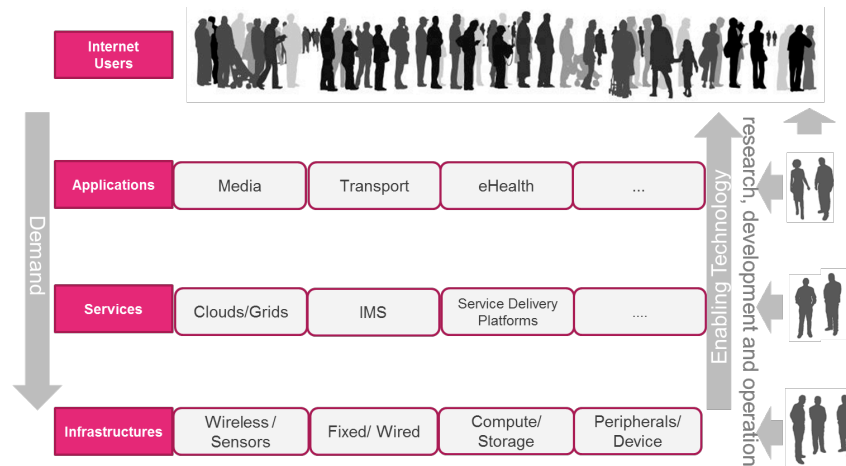 Internet
Users
Demand
Applications
Media
Transport
eHealth
...
Services
Clouds/Grids
IMS
Service Delivery
Platforms
....
Infrastructures
Wireless /
Sensors
Fixed/ Wired
Compute/
Storage
Peripherals/
Device
Enabling Technology
research, development and operation